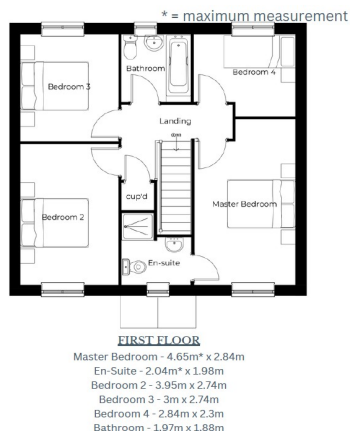 * = maximum measurement
Bathroom
Bedroom 4
Bedroom 3
Landing
down
cup'd
Master Bedroom
Bedroom 2
En-suite
FIRST FLOOR
Master Bedroom - 4.65m* x 2.84m
En-Suite - 2.04m* x 1.98m
Bedroom 2 - 3.95m x 2.74m
Bedroom 3 - 3m x 2.74m
Bedroom 4 - 2.84m x 2.3m
Bathroom - 1.97m x 1.88m